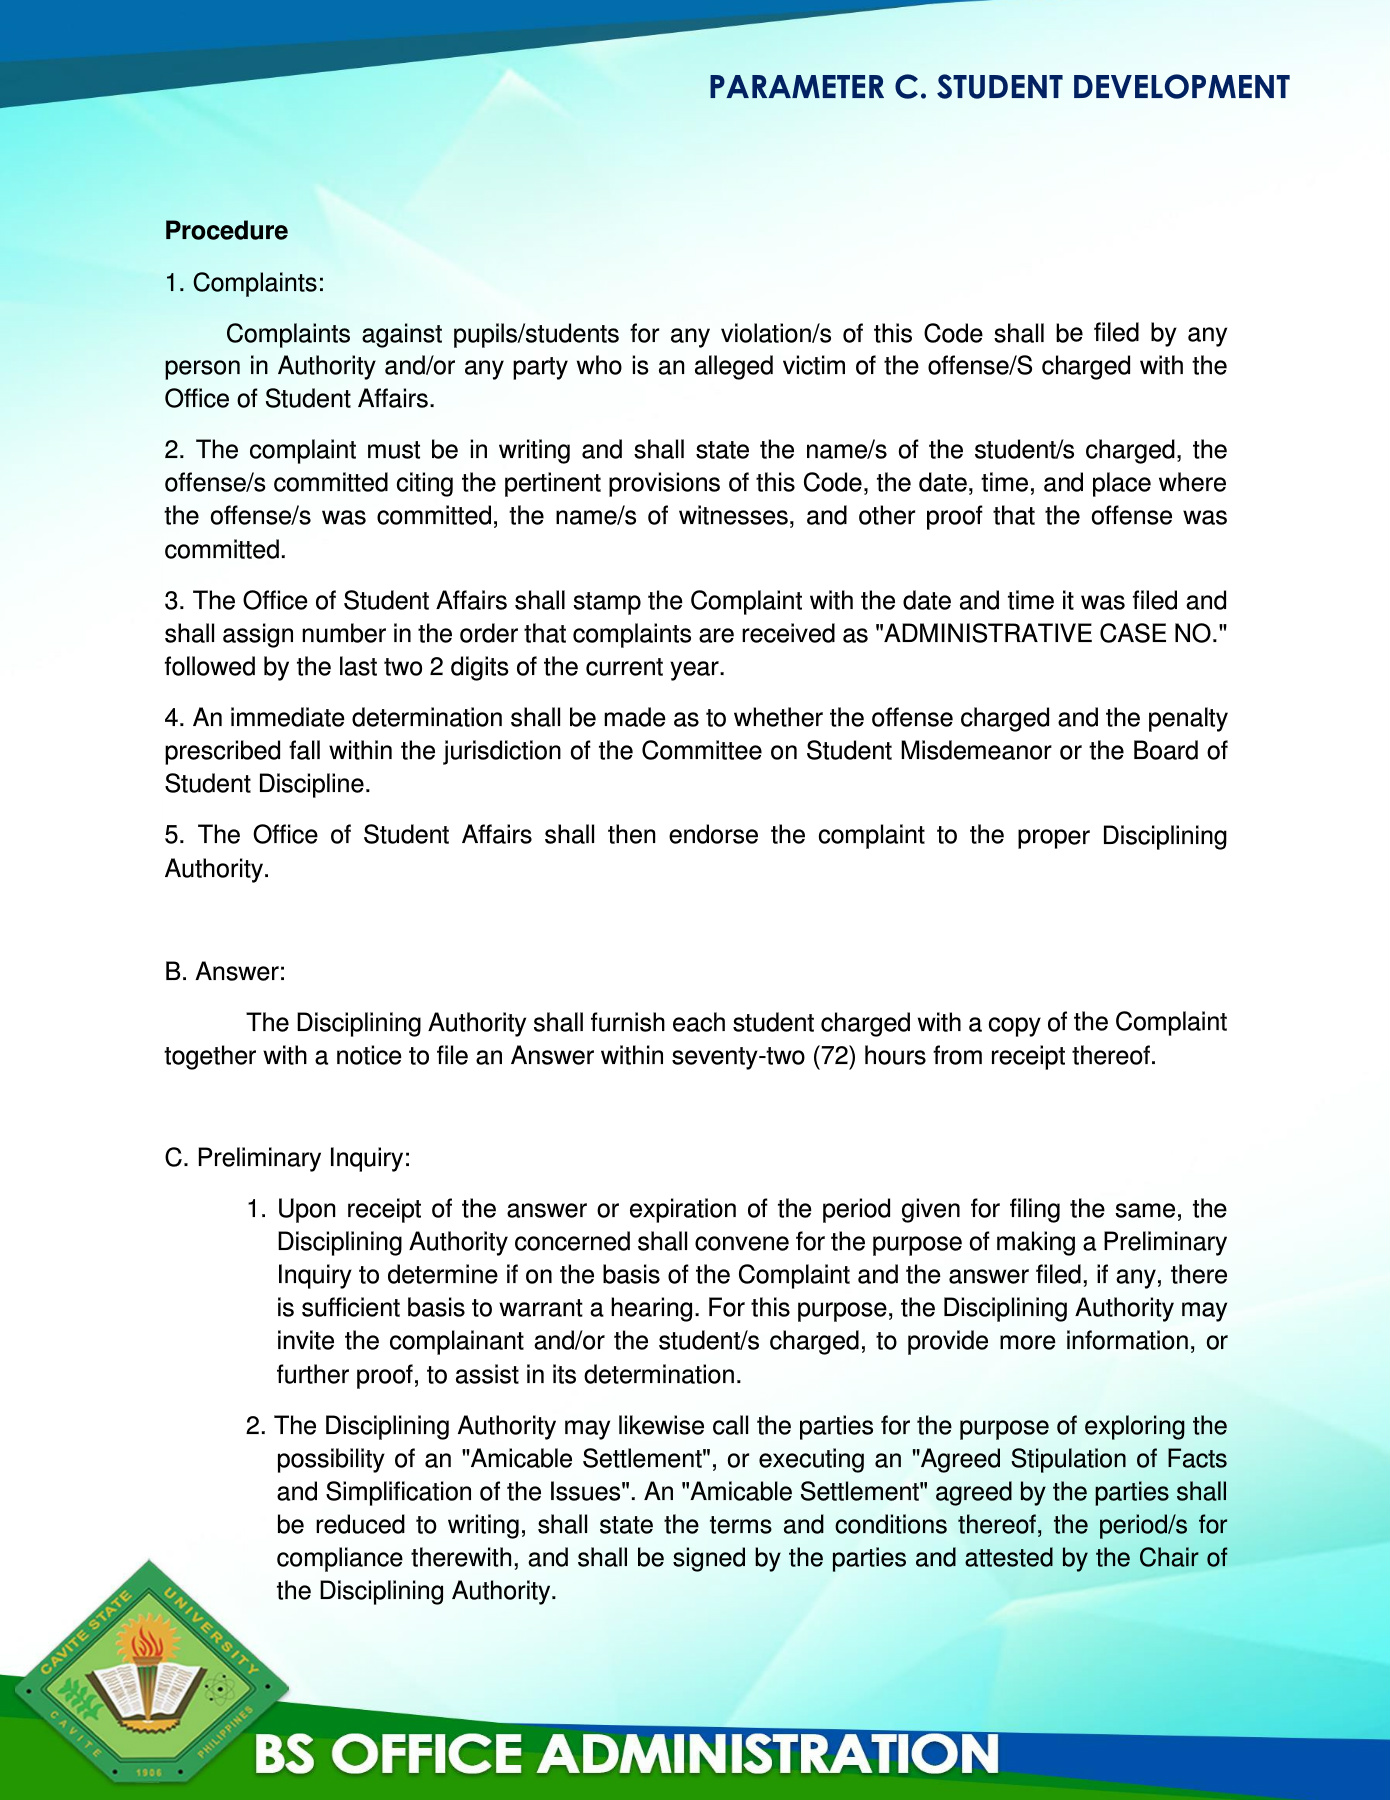 PARAMETER C. STUDENT DEVELOPMENT
Procedure
1. Complaints:
Complaints against pupils/students for any violation/s of this Code shall be filed by any
person in Authority and/or any party who is an alleged victim of the offense/S charged with the
Office of Student Affairs.
2. The complaint must be in writing and shall state the name/s of the student/s charged, the
offense/s committed citing the pertinent provisions of this Code, the date, time, and place where
the offense/s was committed, the name/s of witnesses, and other proof that the offense was
committed.
3. The Office of Student Affairs shall stamp the Complaint with the date and time it was filed and
shall assign number in the order that complaints are received as "ADMINISTRATIVE CASE NO."
followed by the last two 2 digits of the current year.
4. An immediate determination shall be made as to whether the offense charged and the penalty
prescribed fall within the jurisdiction of the Committee on Student Misdemeanor or the Board of
Student Discipline.
5. The Office of Student Affairs shall then endorse the complaint to the proper Disciplining
Authority.
B. Answer:
The Disciplining Authority shall furnish each student charged with a copy of the Complaint
together with a notice to file an Answer within seventy-two (72) hours from receipt thereof.
C. Preliminary Inquiry:
1. Upon receipt of the answer or expiration of the period given for filing the same, the
Disciplining Authority concerned shall convene for the purpose of making a Preliminary
Inquiry to determine if on the basis of the Complaint and the answer filed, if any, there
is sufficient basis to warrant a hearing. For this purpose, the Disciplining Authority may
invite the complainant and/or the student/s charged, to provide more information, or
further proof, to assist in its determination.
2. The Disciplining Authority may likewise call the parties for the purpose of exploring the
possibility of an "Amicable Settlement", or executing an "Agreed Stipulation of Facts
and Simplification of the Issues". An "Amicable Settlement" agreed by the parties shall
be reduced to writing, shall state the terms and conditions thereof, the period/s for
compliance therewith, and shall be signed by the parties and attested by the Chair of
the Disciplining Authority.
CAVITE STATE UNIVERSITY
CAVITE 1906 PHILIPPINES
BS OFFICE ADMINISTRATION